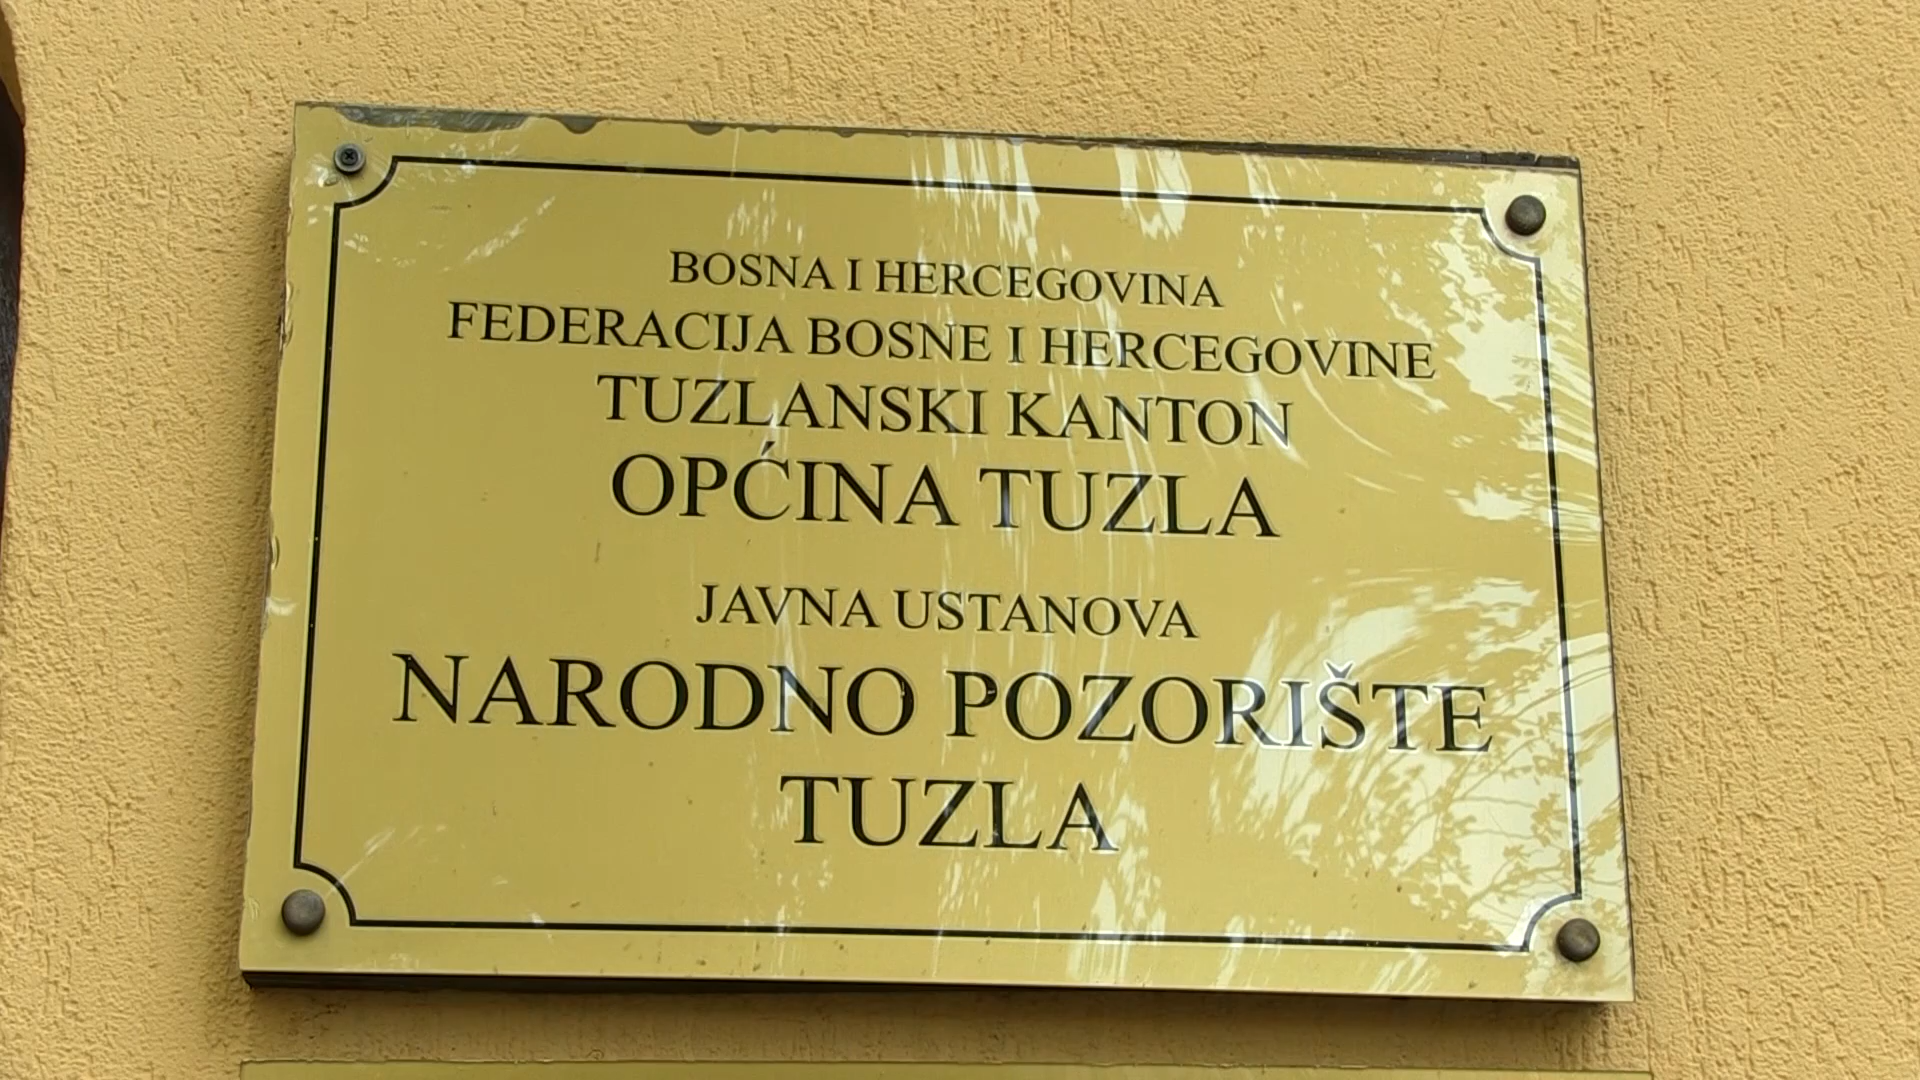 BOSNA I HERCEGOVINA
FEDERACIJA BOSNE I HERCEGOVINE
TUZLANSKI KANTON
OPĆINA TUZLA
JAVNA USTANOVA
NARODNO POZORIŠTE
TUZLA